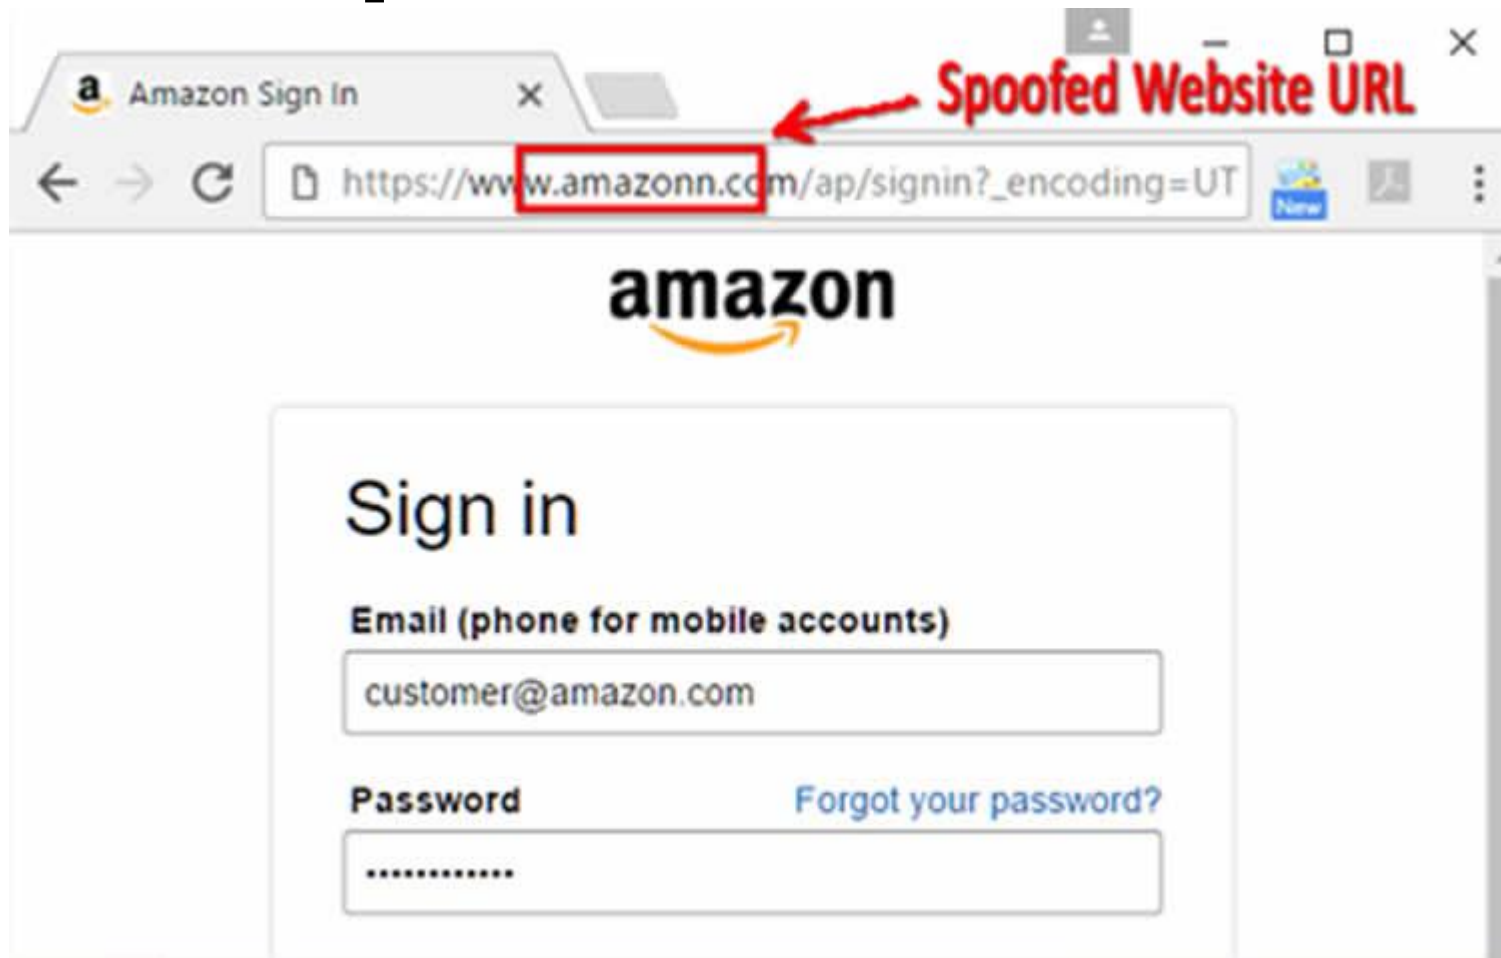 Amazon Sign In
Spoofed Website URL
https://www.amazonn.com/ap/signin?_encoding=UT
New
amazon
Sign in
Email (phone for mobile accounts)
customer@amazon.com
Password Forgot your password?
••••••••••••